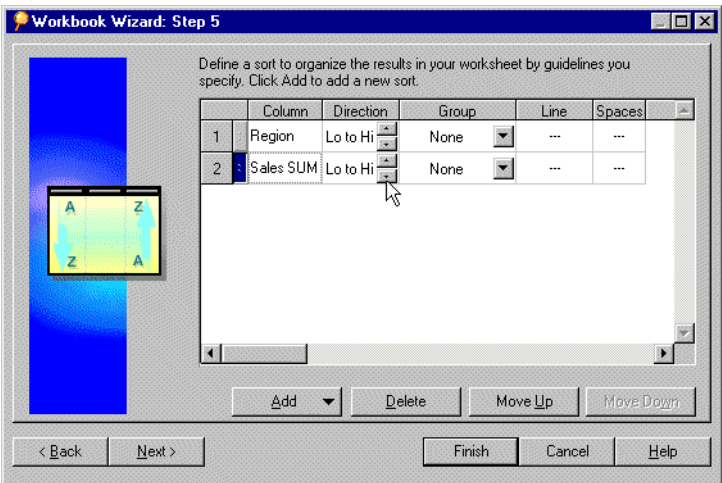 Workbook Wizard: Step 5
Define a sort to organize the results in your worksheet by guidelines you
specify. Click Add to add a new sort.
Column Direction Group Line Spaces
1 Region Lo to Hi None --- ---
2 Sales SUM Lo to Hi None --- ---
A Z
Z A
Add Delete Move Up Move Down
< Back Next > Finish Cancel Help